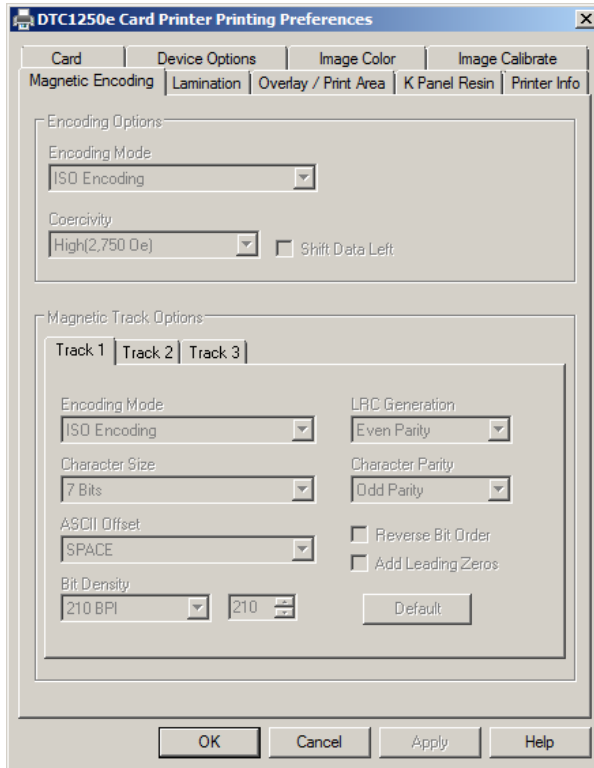 DTC1250e Card Printer Printing Preferences
Card Device Options Image Color Image Calibrate
Magnetic Encoding Lamination Overlay / Print Area K Panel Resin Printer Info
Encoding Options
Encoding Mode
ISO Encoding
Coercivity
High(2,750 Oe) Shift Data Left
Magnetic Track Options
Track 1 Track 2 Track 3
Encoding Mode LRC Generation
ISO Encoding Even Parity
Character Size Character Parity
7 Bits Odd Parity
ASCII Offset Reverse Bit Order
SPACE Add Leading Zeros
Bit Density
210 BPI 210 Default
OK Cancel Apply Help